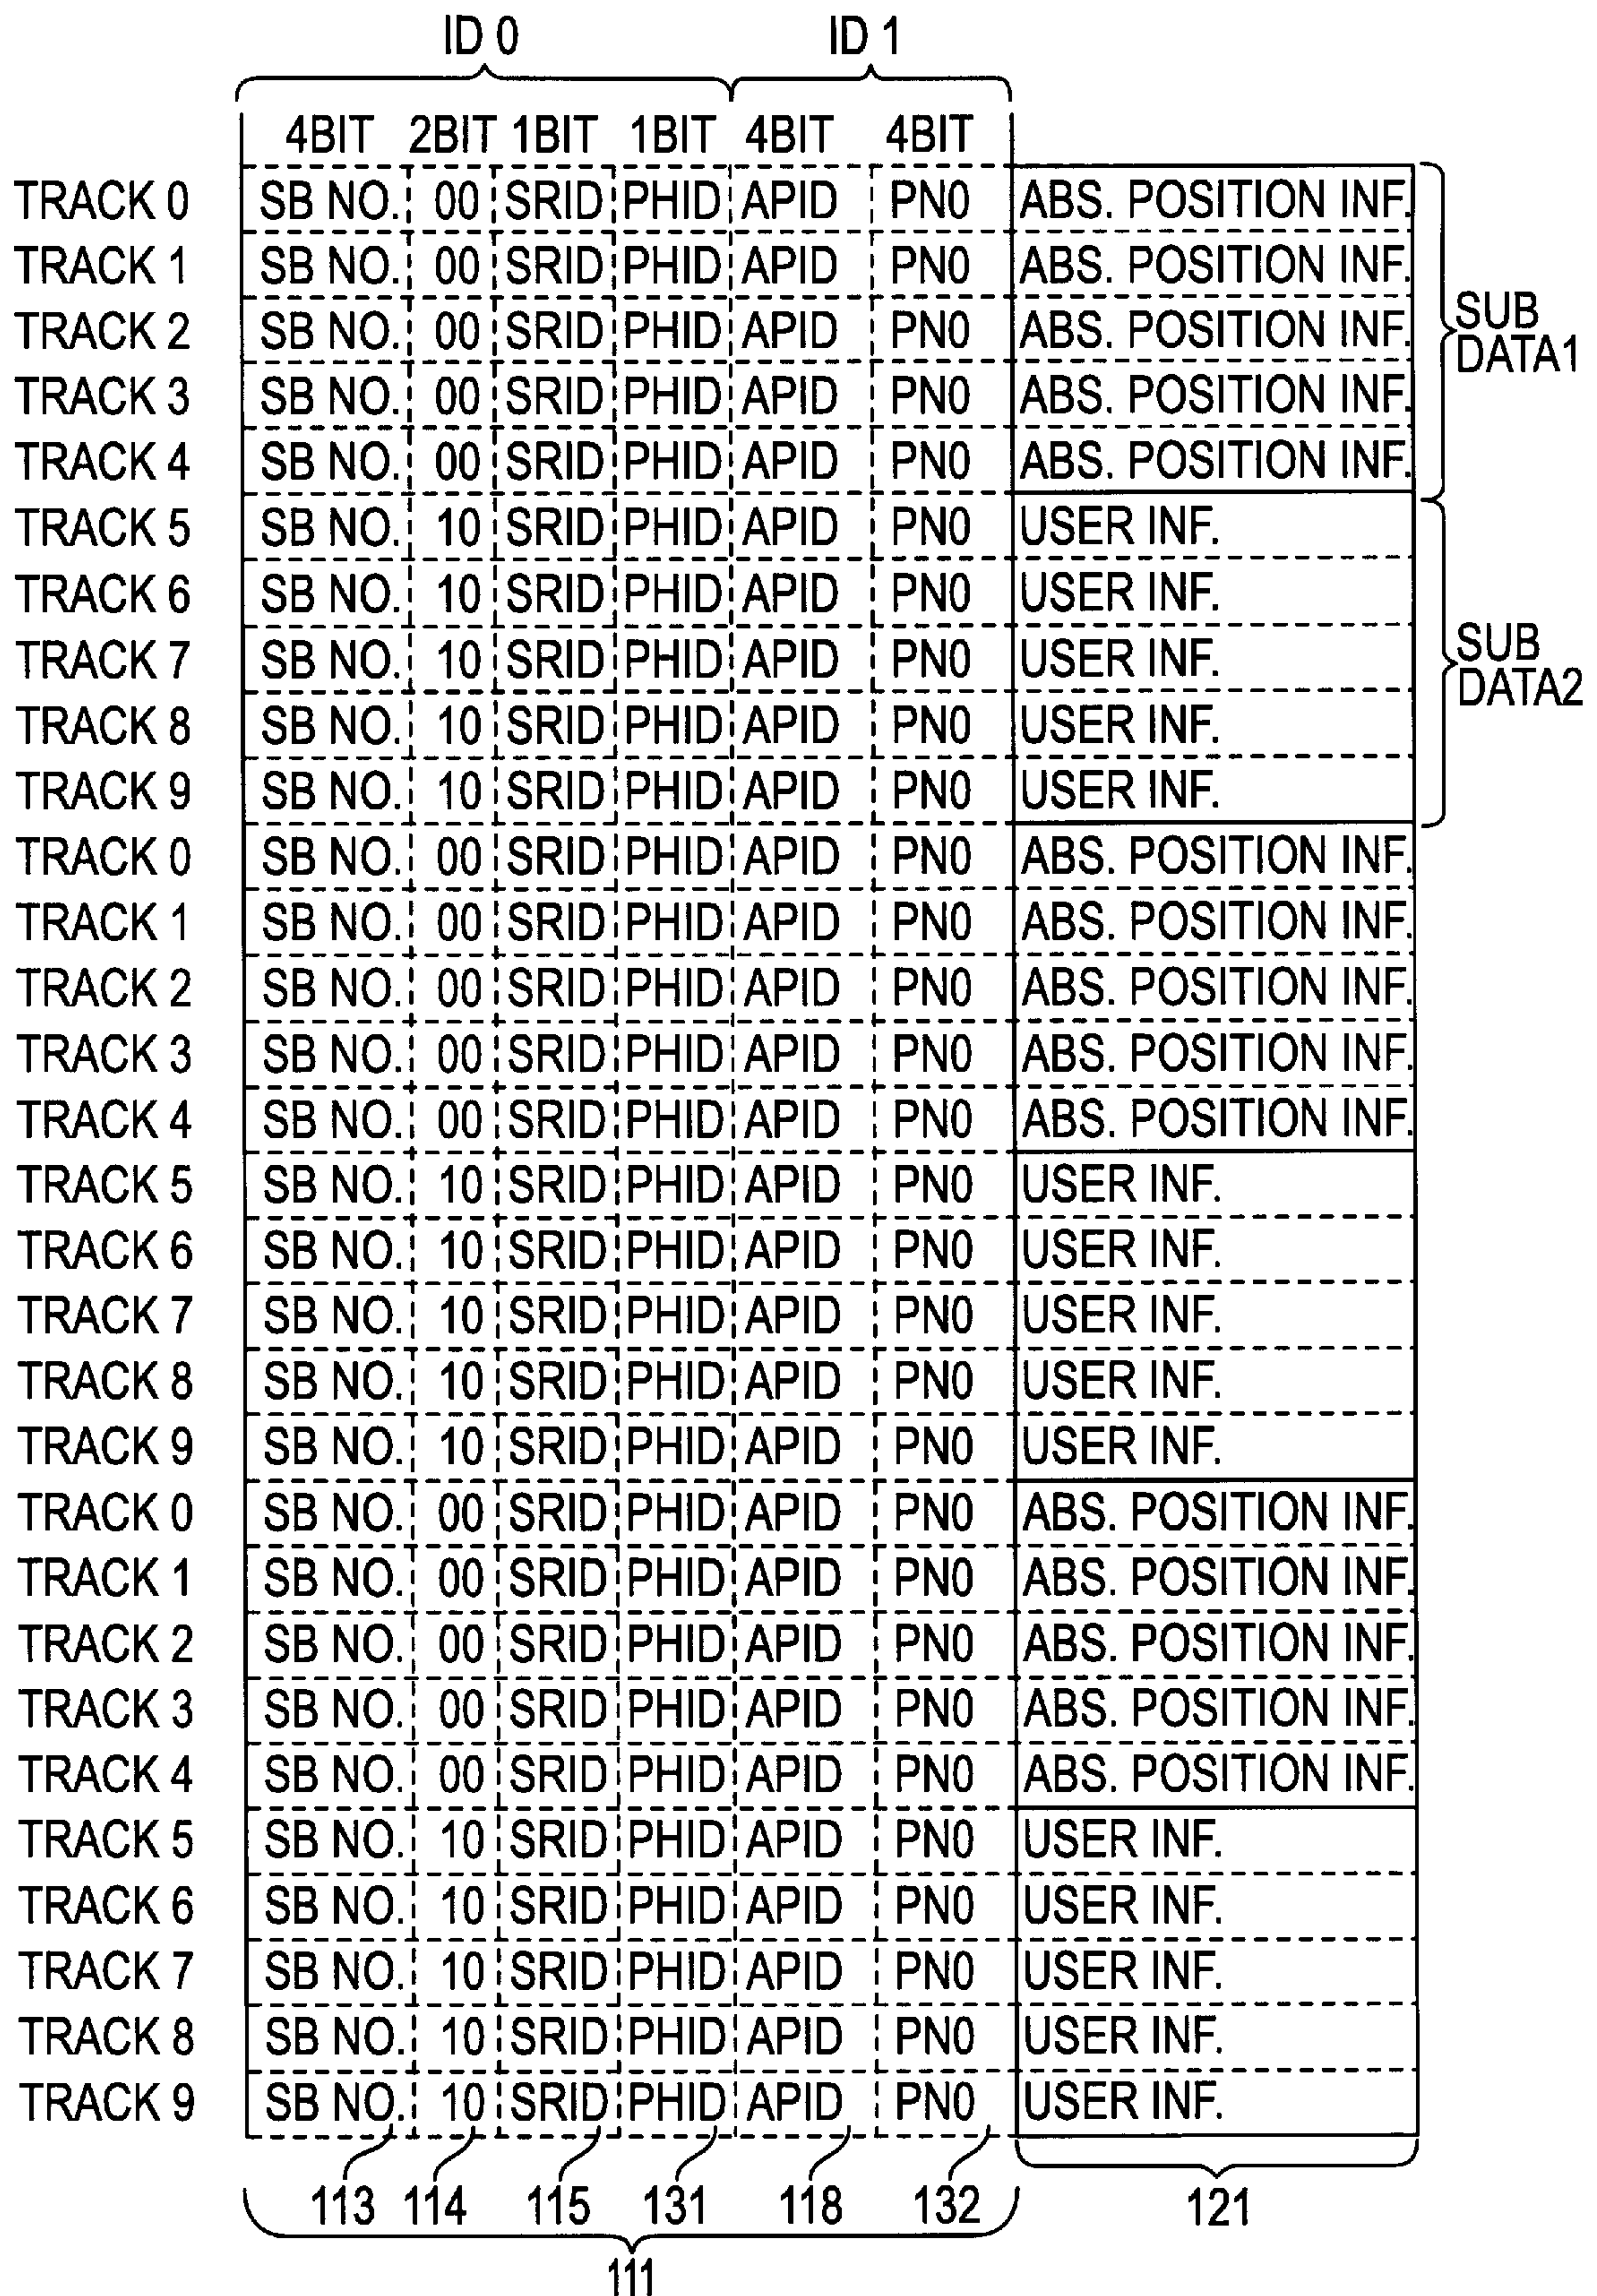 ID 0 ID 1
4BIT 2BIT 1BIT 1BIT 4BIT 4BIT
TRACK 0 SB NO. 00 SRID PHID APID PN0 ABS. POSITION INF.
TRACK 1 SB NO. 00 SRID PHID APID PN0 ABS. POSITION INF.
TRACK 2 SB NO. 00 SRID PHID APID PN0 ABS. POSITION INF.
TRACK 3 SB NO. 00 SRID PHID APID PN0 ABS. POSITION INF.
TRACK 4 SB NO. 00 SRID PHID APID PN0 ABS. POSITION INF.
SUB
DATA1
TRACK 5 SB NO. 10 SRID PHID APID PN0 USER INF.
TRACK 6 SB NO. 10 SRID PHID APID PN0 USER INF.
TRACK 7 SB NO. 10 SRID PHID APID PN0 USER INF.
TRACK 8 SB NO. 10 SRID PHID APID PN0 USER INF.
TRACK 9 SB NO. 10 SRID PHID APID PN0 USER INF.
SUB
DATA2
TRACK 0 SB NO. 00 SRID PHID APID PN0 ABS. POSITION INF.
TRACK 1 SB NO. 00 SRID PHID APID PN0 ABS. POSITION INF.
TRACK 2 SB NO. 00 SRID PHID APID PN0 ABS. POSITION INF.
TRACK 3 SB NO. 00 SRID PHID APID PN0 ABS. POSITION INF.
TRACK 4 SB NO. 00 SRID PHID APID PN0 ABS. POSITION INF.
TRACK 5 SB NO. 10 SRID PHID APID PN0 USER INF.
TRACK 6 SB NO. 10 SRID PHID APID PN0 USER INF.
TRACK 7 SB NO. 10 SRID PHID APID PN0 USER INF.
TRACK 8 SB NO. 10 SRID PHID APID PN0 USER INF.
TRACK 9 SB NO. 10 SRID PHID APID PN0 USER INF.
TRACK 0 SB NO. 00 SRID PHID APID PN0 ABS. POSITION INF.
TRACK 1 SB NO. 00 SRID PHID APID PN0 ABS. POSITION INF.
TRACK 2 SB NO. 00 SRID PHID APID PN0 ABS. POSITION INF.
TRACK 3 SB NO. 00 SRID PHID APID PN0 ABS. POSITION INF.
TRACK 4 SB NO. 00 SRID PHID APID PN0 ABS. POSITION INF.
TRACK 5 SB NO. 10 SRID PHID APID PN0 USER INF.
TRACK 6 SB NO. 10 SRID PHID APID PN0 USER INF.
TRACK 7 SB NO. 10 SRID PHID APID PN0 USER INF.
TRACK 8 SB NO. 10 SRID PHID APID PN0 USER INF.
TRACK 9 SB NO. 10 SRID PHID APID PN0 USER INF.
113 114 115 131 118 132 121
111